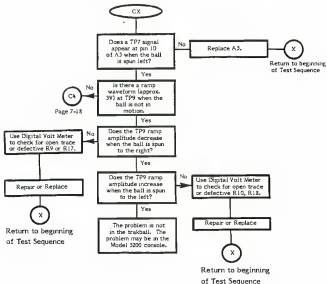 CX
Does a TP7 signal
appear at pin 10
of A5 when the ball
is spun left?
No
Replace A5.
X
Return to beginning
of Test Sequence
Yes
Is there a ramp
waveform (approx.
3V) at TP9 when the
ball is not in
motion.
No
C4
Page 7-18
Yes
Does the TP9 ramp
amplitude decrease
when the ball is spun
to the right?
No
Use Digital Volt Meter
to check for open trace
or defective R9 or R17.
Repair or Replace
X
Return to beginning
of Test Sequence
Yes
Does the TP9 ramp
amplitude increase
when the ball is spun
to the left?
No
Use Digital Volt Meter
to check for open trace
or defective R10, R18.
Repair or Replace
X
Return to beginning
of Test Sequence
Yes
The problem is not
in the trakball. The
problem may be in the
Model 5200 console.